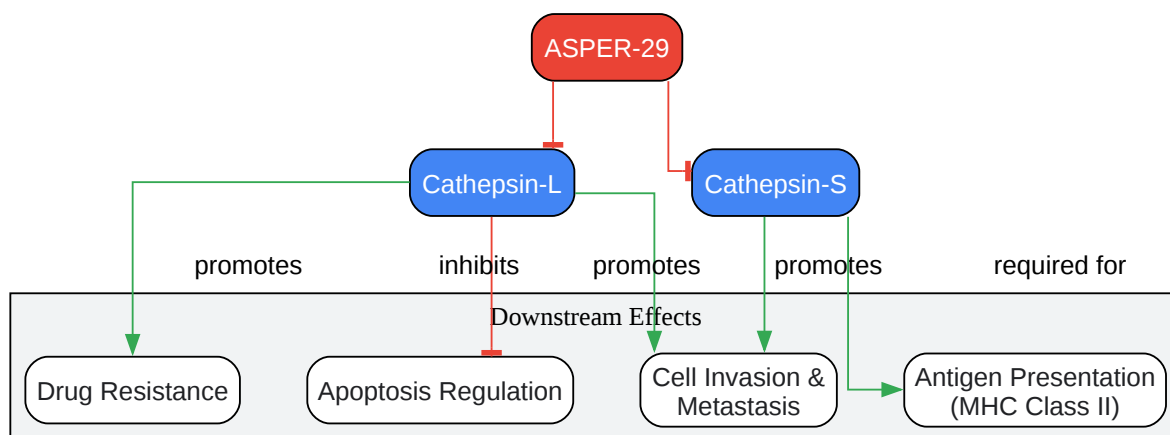 ASPER-29
Cathepsin-L
Cathepsin-S
promotes
inhibits
promotes
promotes
required for
Downstream Effects
Drug Resistance
Apoptosis Regulation
Cell Invasion &
Metastasis
Antigen Presentation
(MHC Class II)